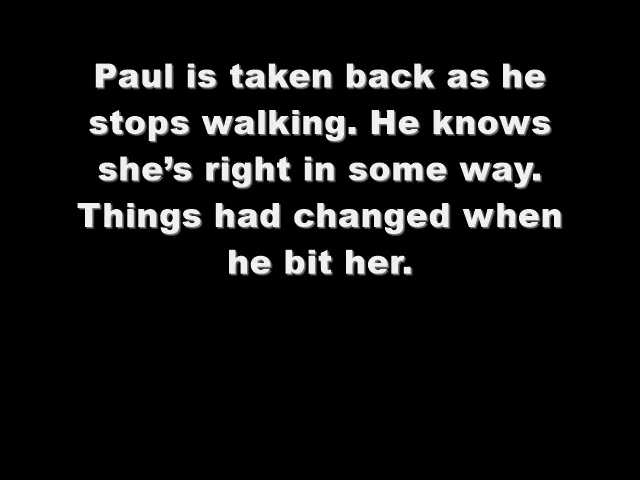 Paul is taken back as he
stops walking. He knows
she’s right in some way.
Things had changed when
he bit her.